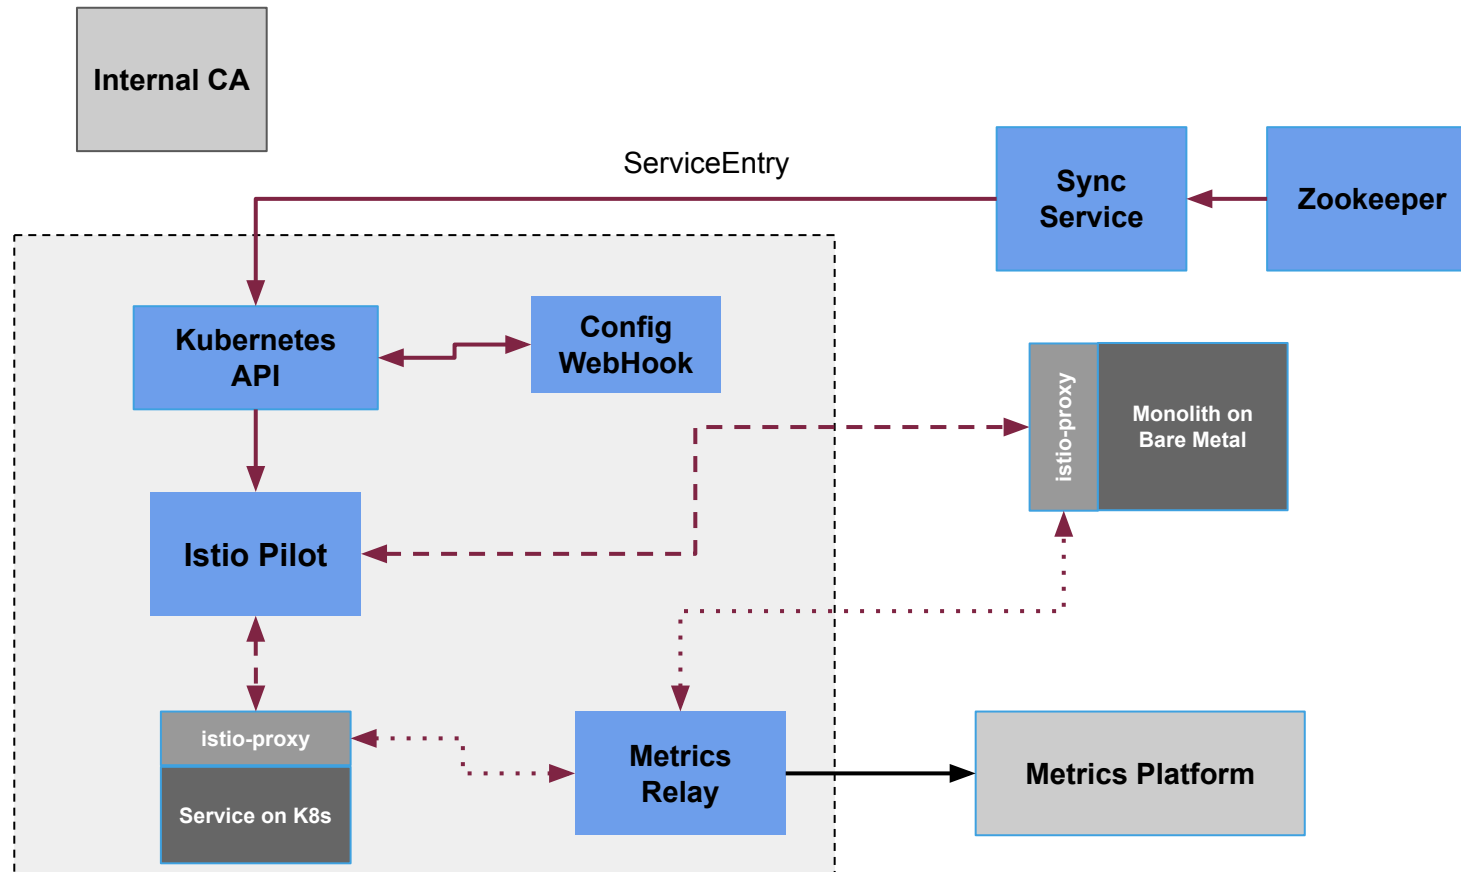 Internal CA
ServiceEntry
Sync
Service
Zookeeper
Kubernetes
API
Config
WebHook
istio-proxy
Monolith on
Bare Metal
Istio Pilot
istio-proxy
Service on K8s
Metrics
Relay
Metrics Platform